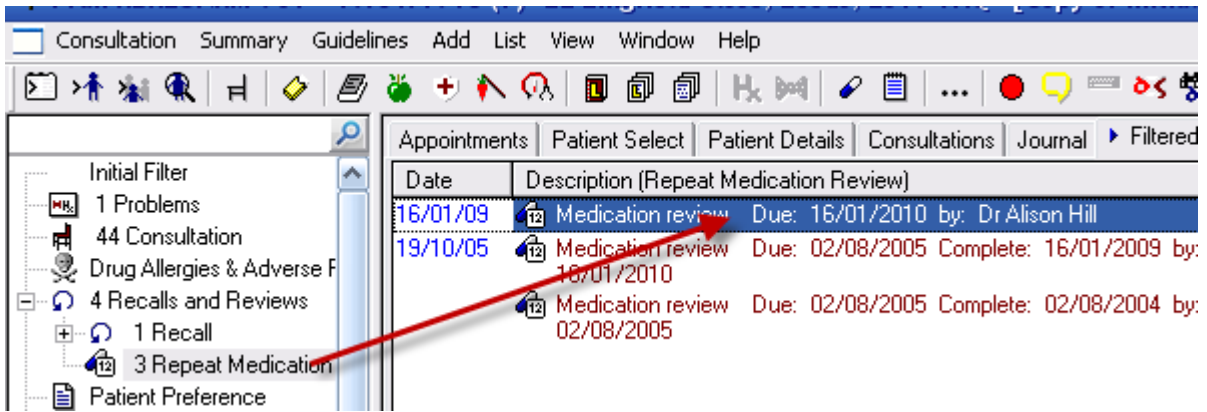 Consultation Summary Guidelines Add List View Window Help
Appointments Patient Select Patient Details Consultations Journal Filtered
Initial Filter
1 Problems
44 Consultation
Drug Allergies & Adverse
4 Recalls and Reviews
1 Recall
3 Repeat Medication
Patient Preference
Date Description (Repeat Medication Review)
16/01/09 Medication review Due: 16/01/2010 by: Dr Alison Hill
19/10/05 Medication review Due: 02/08/2005 Complete: 16/01/2009 by:
16/01/2010
Medication review Due: 02/08/2005 Complete: 02/08/2004 by:
02/08/2005